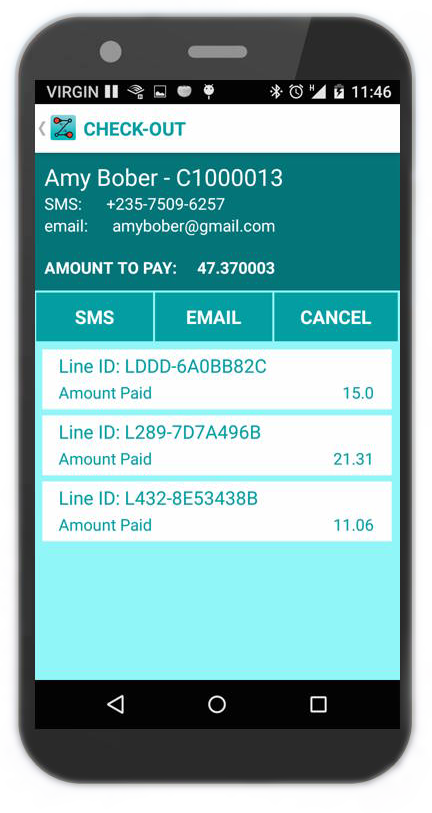 VIRGIN 11:46
CHECK-OUT
Amy Bober - C1000013
SMS: +235-7509-6257
email: amybober@gmail.com
AMOUNT TO PAY: 47.370003
SMS EMAIL CANCEL
Line ID: LDDD-6A0BB82C
Amount Paid 15.0
Line ID: L289-7D7A496B
Amount Paid 21.31
Line ID: L432-8E53438B
Amount Paid 11.06